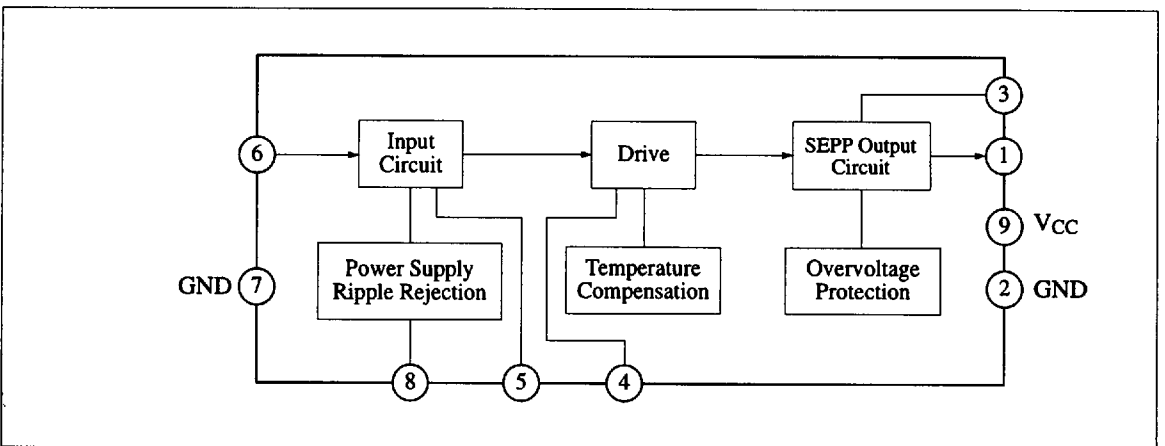 3
Input
Circuit
Drive
SEPP Output
Circuit
6
1
9 VCC
Power Supply
Ripple Rejection
Temperature
Compensation
Overvoltage
Protection
GND 7
2 GND
8
5
4